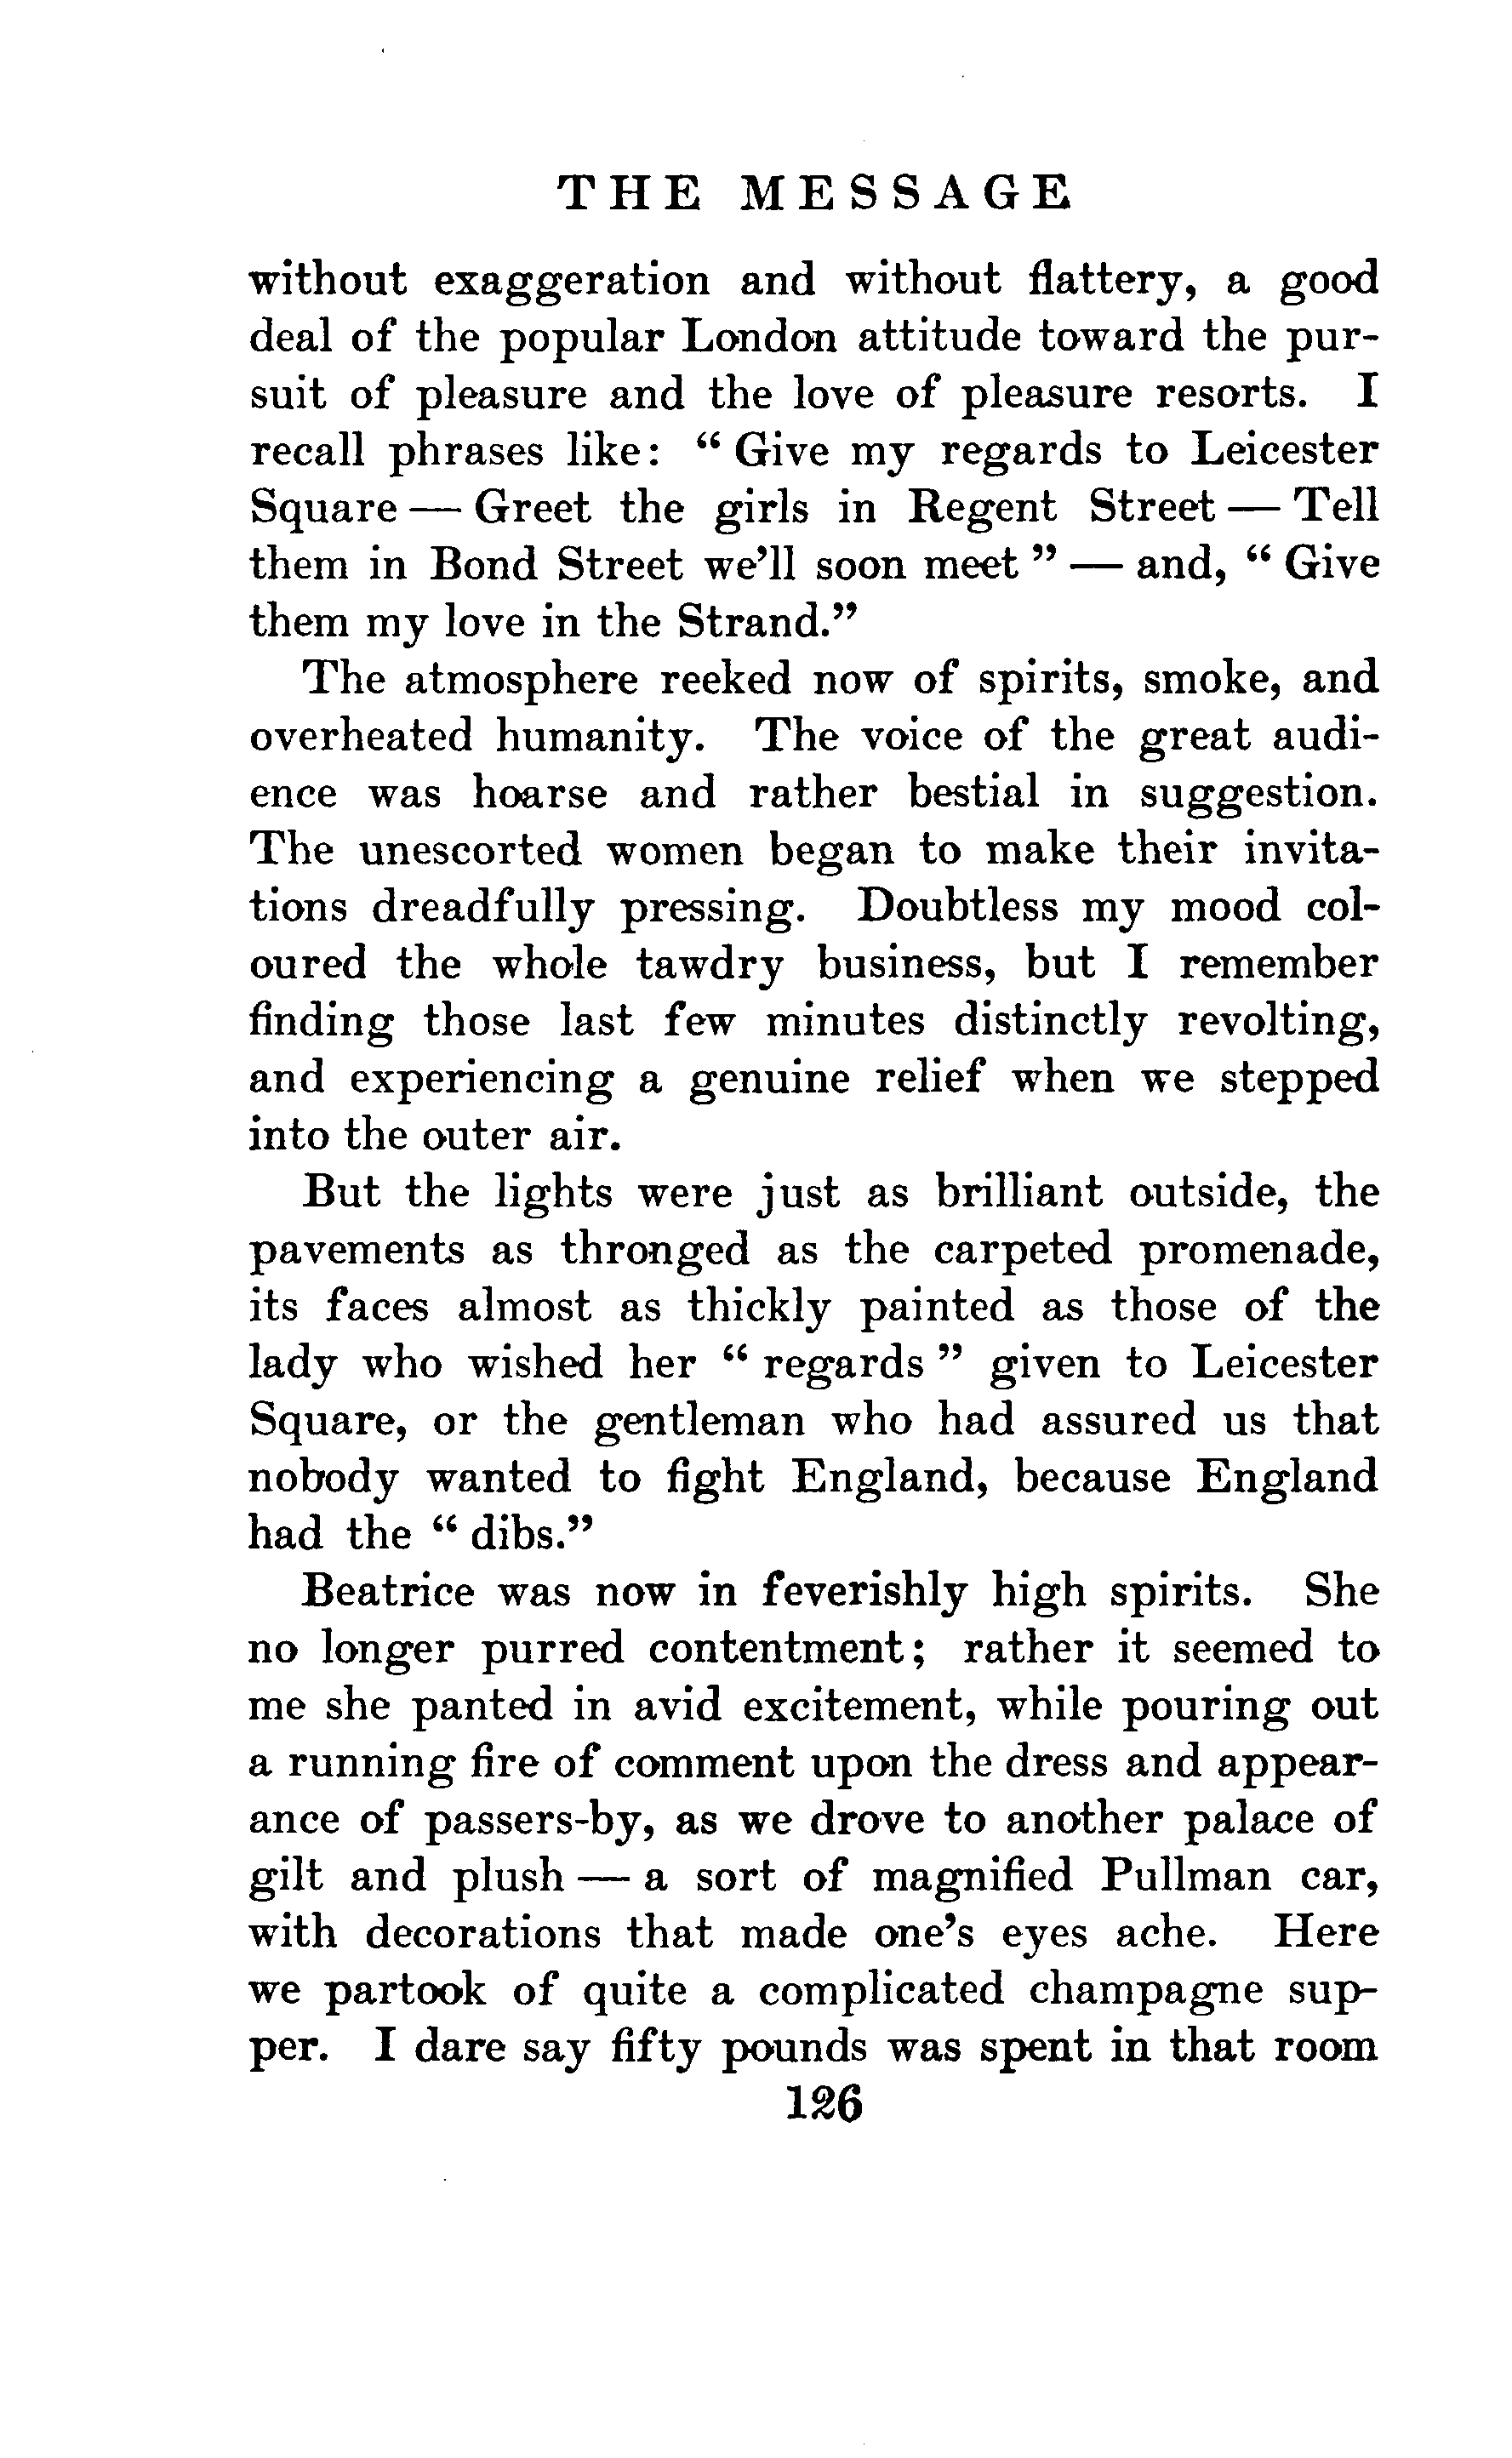 THE MESSAGE
without exaggeration and without flattery, a good
deal of the popular London attitude toward the pur-
suit of pleasure and the love of pleasure resorts. I
recall phrases like: " Give my regards to Leicester
Square — Greet the girls in Regent Street — Tell
them in Bond Street we'll soon meet " — and, " Give
them my love in the Strand."
The atmosphere reeked now of spirits, smoke, and
overheated humanity. The voice of the great audi-
ence was hoarse and rather bestial in suggestion.
The unescorted women began to make their invita-
tions dreadfully pressing. Doubtless my mood col-
oured the whole tawdry business, but I remember
finding those last few minutes distinctly revolting,
and experiencing a genuine relief when we stepped
into the outer air.
But the lights were just as brilliant outside, the
pavements as thronged as the carpeted promenade,
its faces almost as thickly painted as those of the
lady who wished her " regards " given to Leicester
Square, or the gentleman who had assured us that
nobody wanted to fight England, because England
had the " dibs."
Beatrice was now in feverishly high spirits. She
no longer purred contentment; rather it seemed to
me she panted in avid excitement, while pouring out
a running fire of comment upon the dress and appear-
ance of passers-by, as we drove to another palace of
gilt and plush — a sort of magnified Pullman car,
with decorations that made one's eyes ache. Here
we partook of quite a complicated champagne sup-
per. I dare say fifty pounds was spent in that room
126